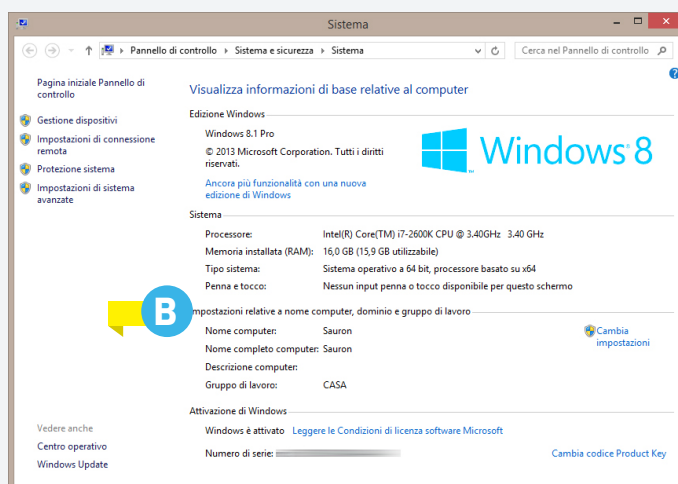 Sistema
Pannello di controllo Sistema e sicurezza Sistema
Cerca nel Pannello di controllo
Pagina iniziale Pannello di
controllo
Gestione dispositivi
Impostazioni di connessione
remota
Protezione sistema
Impostazioni di sistema
avanzate
Visualizza informazioni di base relative al computer
Edizione Windows
Windows 8.1 Pro
© 2013 Microsoft Corporation. Tutti i diritti
riservati.
Ancora più funzionalità con una nuova
edizione di Windows
Windows 8
Sistema
Processore: Intel(R) Core(TM) i7-2600K CPU @ 3.40GHz 3.40 GHz
Memoria installata (RAM): 16,0 GB (15,9 GB utilizzabile)
Tipo sistema: Sistema operativo a 64 bit, processore basato su x64
Penna e tocco: Nessun input penna o tocco disponibile per questo schermo
B
Impostazioni relative a nome computer, dominio e gruppo di lavoro
Nome computer: Sauron
Cambia
impostazioni
Nome completo computer: Sauron
Descrizione computer:
Gruppo di lavoro: CASA
Attivazione di Windows
Windows è attivato Leggere le Condizioni di licenza software Microsoft
Numero di serie:
Cambia codice Product Key
Vedere anche
Centro operativo
Windows Update